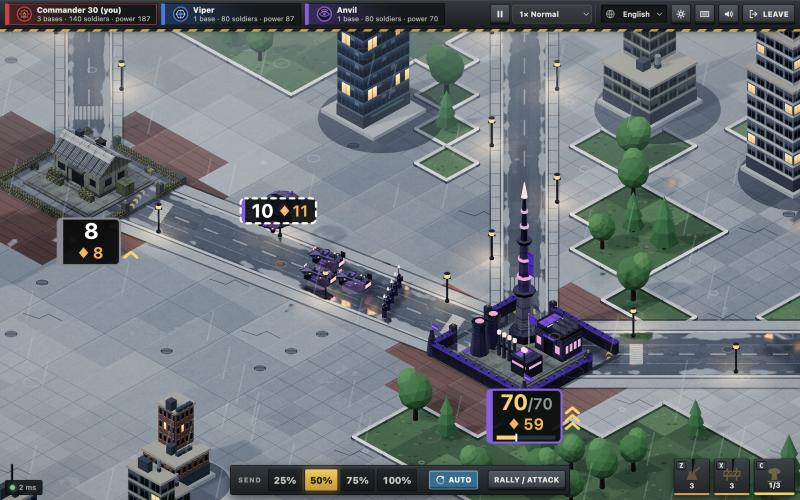 Commander 30 (you)
3 bases · 140 soldiers · power 187
Viper
1 base · 80 soldiers · power 87
Anvil
1 base · 80 soldiers · power 70
1× Normal
English
LEAVE
10 ♦11
8
♦ 8
70/70
♦ 59
2 ms
SEND
25%
50%
75%
100%
AUTO
RALLY / ATTACK
Z
3
X
3
C
1/3